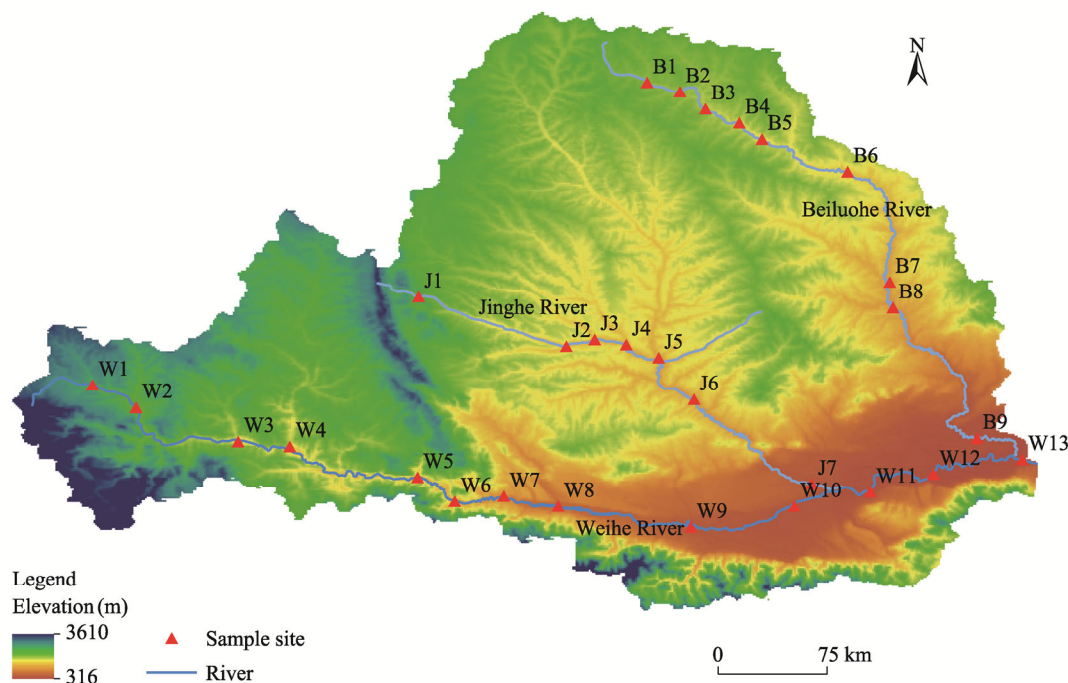 N
B1
B2
B3
B4
B5
B6
Beiluohe River
B7
B8
J1
Jinghe River
J2
J3
J4
J5
J6
W1
W2
W3
W4
W5
W6
W7
W8
Weihe River
W9
W10
J7
W11
W12
B9
W13
Legend
Elevation (m)
3610
316
Sample site
River
0 75 km